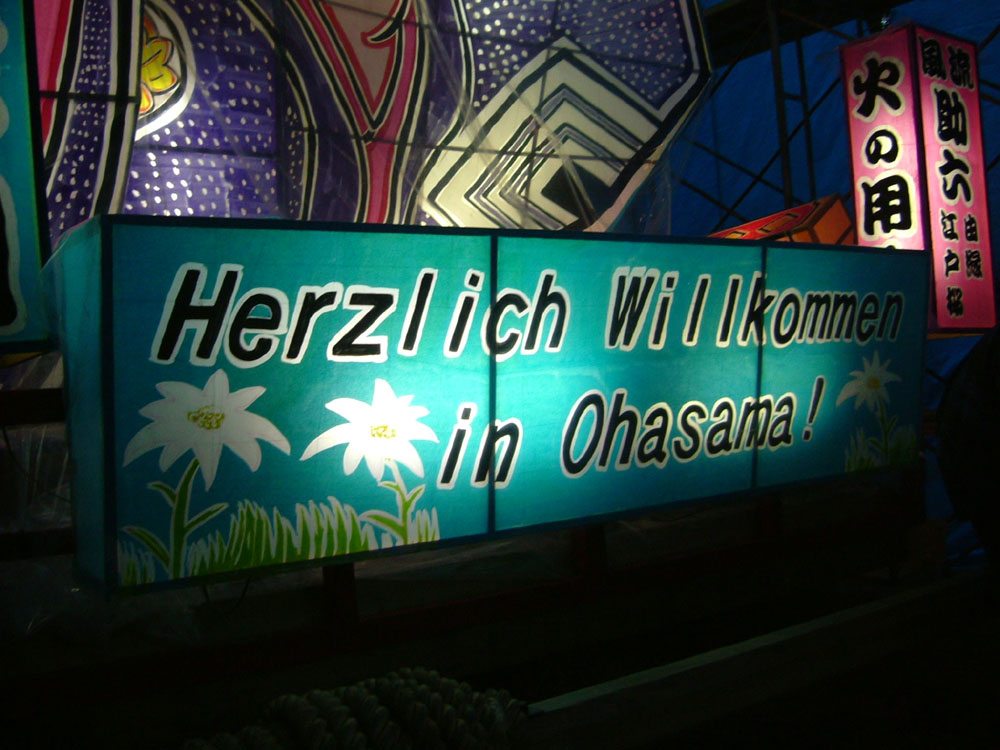 Herzlich Willkommen
in Ohasama!
火の用
風流
助六
由縁
江戸桜